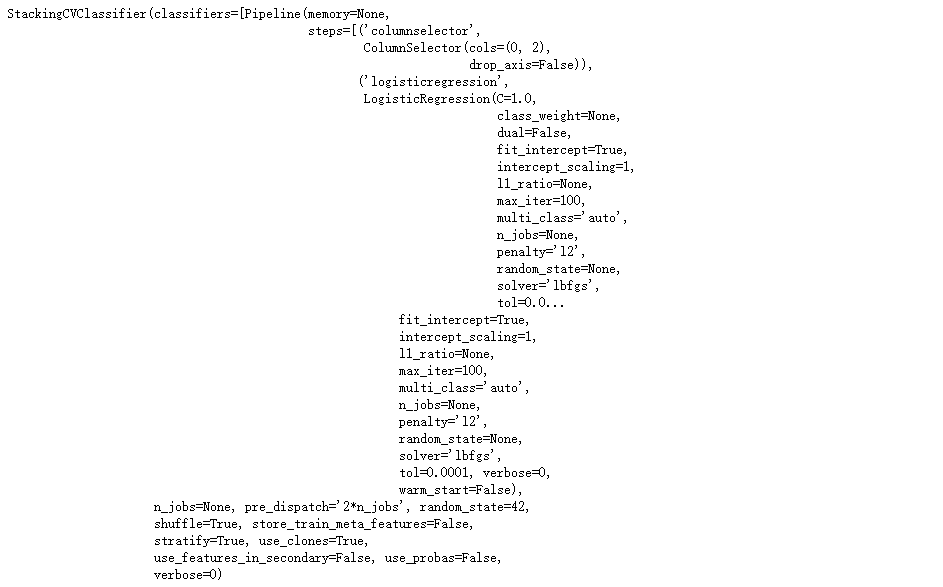 StackingCVClassifier(classifiers=[Pipeline(memory=None,
steps=[('columnselector',
ColumnSelector(cols=(0, 2),
drop_axis=False)),
('logisticregression',
LogisticRegression(C=1.0,
class_weight=None,
dual=False,
fit_intercept=True,
intercept_scaling=1,
l1_ratio=None,
max_iter=100,
multi_class='auto',
n_jobs=None,
penalty='l2',
random_state=None,
solver='lbfgs',
tol=0.0...
fit_intercept=True,
intercept_scaling=1,
l1_ratio=None,
max_iter=100,
multi_class='auto',
n_jobs=None,
penalty='l2',
random_state=None,
solver='lbfgs',
tol=0.0001, verbose=0,
warm_start=False),
n_jobs=None, pre_dispatch='2*n_jobs', random_state=42,
shuffle=True, store_train_meta_features=False,
stratify=True, use_clones=True,
use_features_in_secondary=False, use_probas=False,
verbose=0)